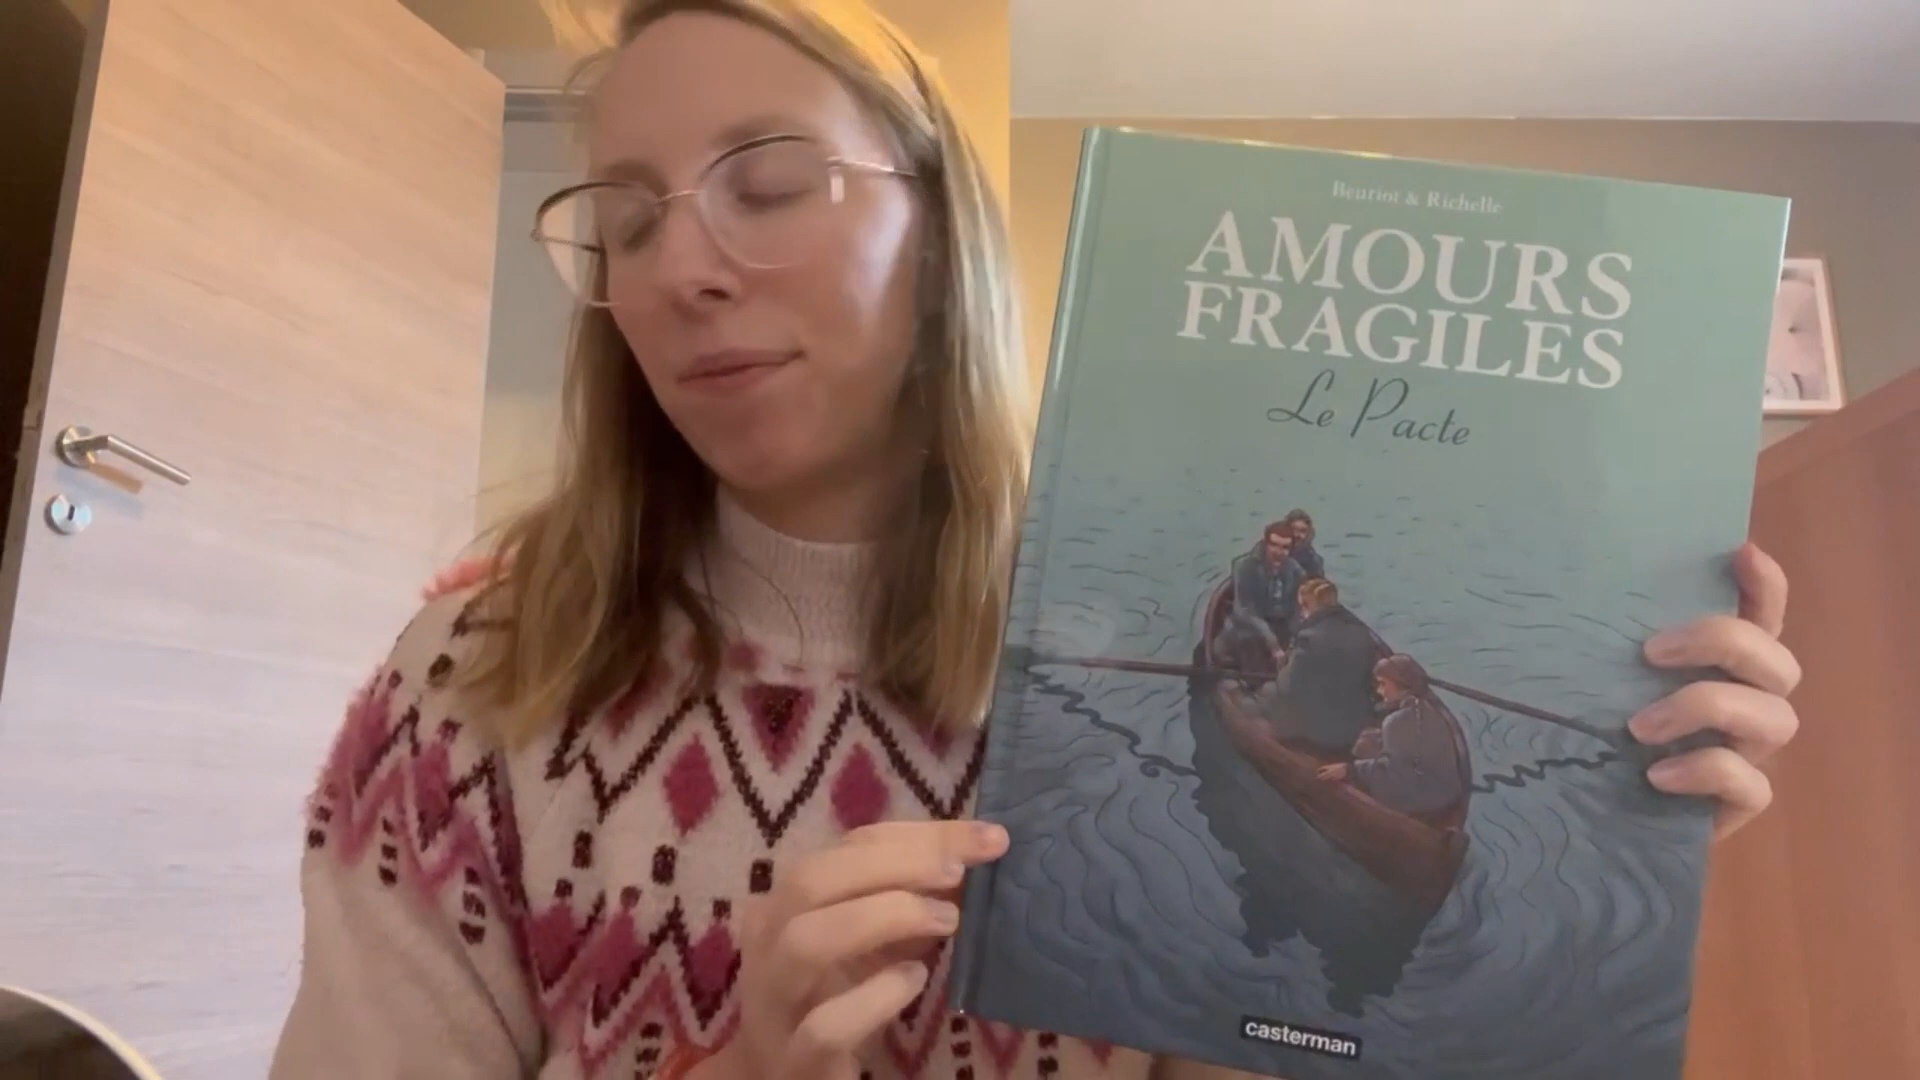 Beuriot & Richelle
AMOURS
FRAGILES
Le Pacte
casterman